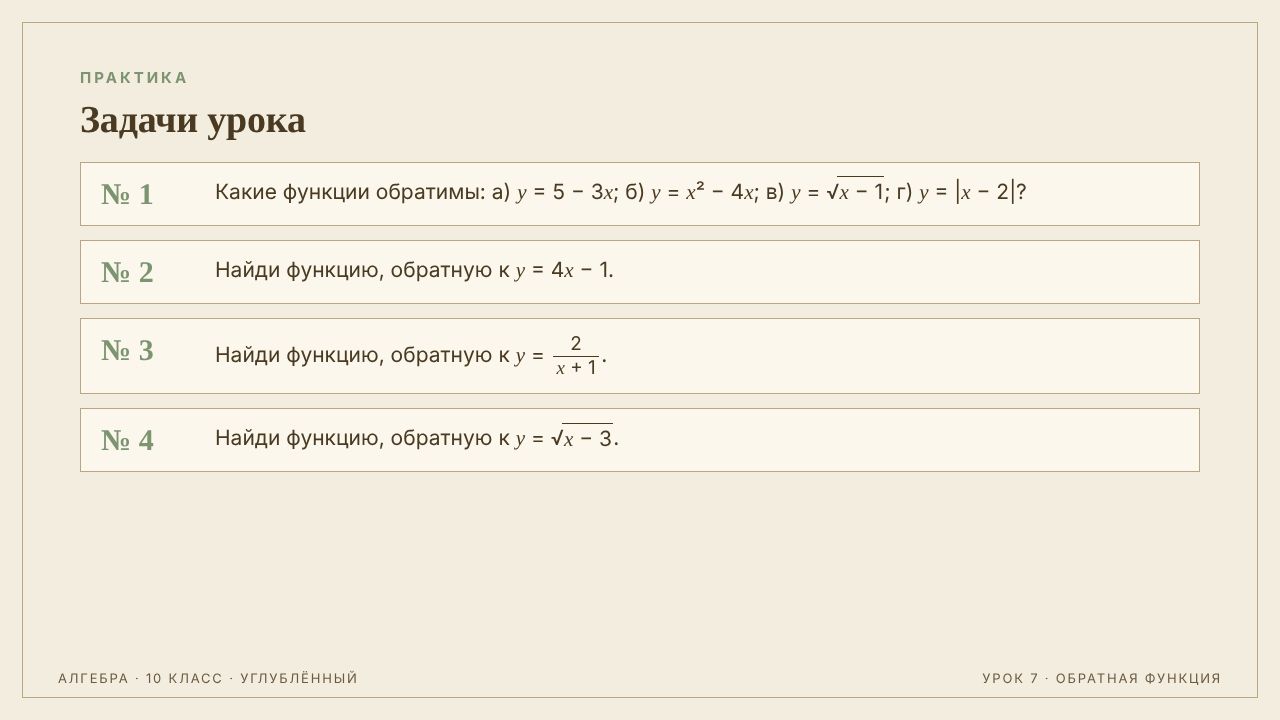 ПРАКТИКА
Задачи урока
№ 1 Какие функции обратимы: а) y = 5 − 3x; б) y = x² − 4x; в) y = √x − 1; г) y = |x − 2|?
№ 2 Найди функцию, обратную к y = 4x − 1.
№ 3 Найди функцию, обратную к y = 2 / x + 1.
№ 4 Найди функцию, обратную к y = √x − 3.
АЛГЕБРА · 10 КЛАСС · УГЛУБЛЁННЫЙ
УРОК 7 · ОБРАТНАЯ ФУНКЦИЯ